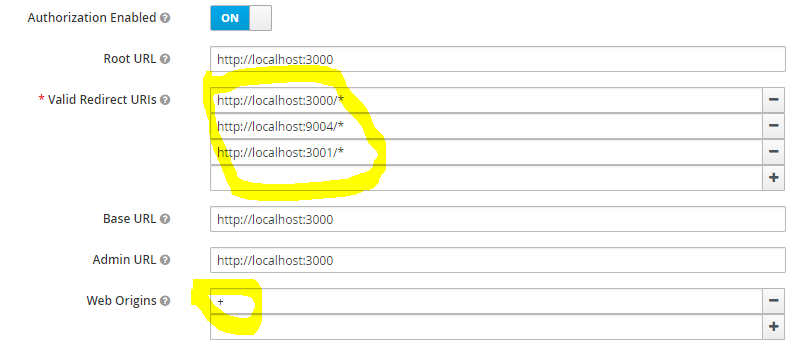 Authorization Enabled ON
Root URL http://localhost:3000
* Valid Redirect URIs http://localhost:3000/*
http://localhost:9004/*
http://localhost:3001/*
Base URL http://localhost:3000
Admin URL http://localhost:3000
Web Origins +